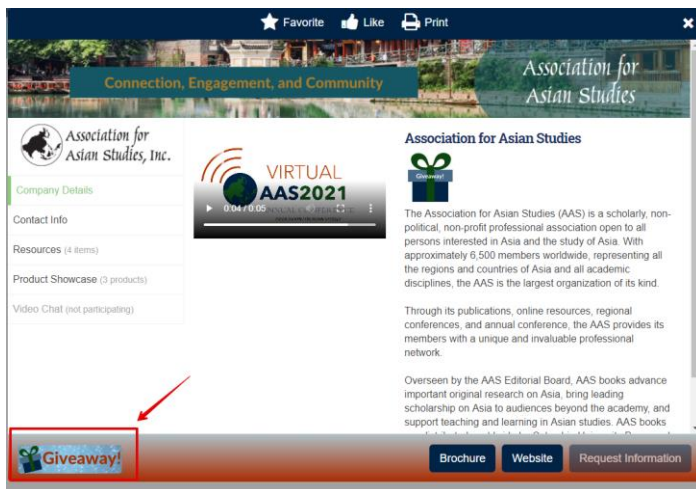 Favorite Like Print
Connection, Engagement, and Community
Association for
Asian Studies
Association for
Asian Studies, Inc.
Company Details
Contact Info
Resources (4 items)
Product Showcase (3 products)
Video Chat (not participating)
VIRTUAL
AAS2021
ANNUAL CONFERENCE
0:04 / 0:05
Association for Asian Studies
Giveaway!
The Association for Asian Studies (AAS) is a scholarly, non-
political, non-profit professional association open to all
persons interested in Asia and the study of Asia. With
approximately 6,500 members worldwide, representing all
the regions and countries of Asia and all academic
disciplines, the AAS is the largest organization of its kind.
Through its publications, online resources, regional
conferences, and annual conference, the AAS provides its
members with a unique and invaluable professional
network.
Overseen by the AAS Editorial Board, AAS books advance
important original research on Asia, bring leading
scholarship on Asia to audiences beyond the academy, and
support teaching and learning in Asian studies. AAS books
Giveaway!
Brochure Website Request Information